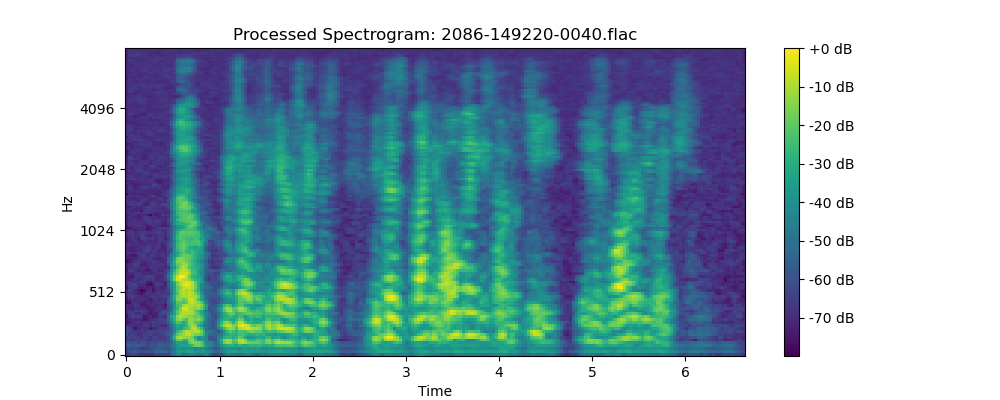 Processed Spectrogram: 2086-149220-0040.flac
Hz
4096
2048
1024
512
0
0 1 2 3 4 5 6
Time
+0 dB
-10 dB
-20 dB
-30 dB
-40 dB
-50 dB
-60 dB
-70 dB